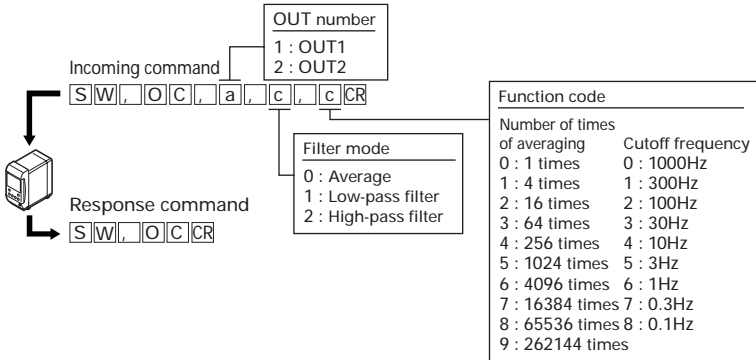 OUT number
1 : OUT1
2 : OUT2
Incoming command
SW,OC,a,c,cCR
Filter mode
0 : Average
1 : Low-pass filter
2 : High-pass filter
Response command
SW,OCCR
Function code
Number of times
of averaging Cutoff frequency
0 : 1 times 0 : 1000Hz
1 : 4 times 1 : 300Hz
2 : 16 times 2 : 100Hz
3 : 64 times 3 : 30Hz
4 : 256 times 4 : 10Hz
5 : 1024 times 5 : 3Hz
6 : 4096 times 6 : 1Hz
7 : 16384 times 7 : 0.3Hz
8 : 65536 times 8 : 0.1Hz
9 : 262144 times